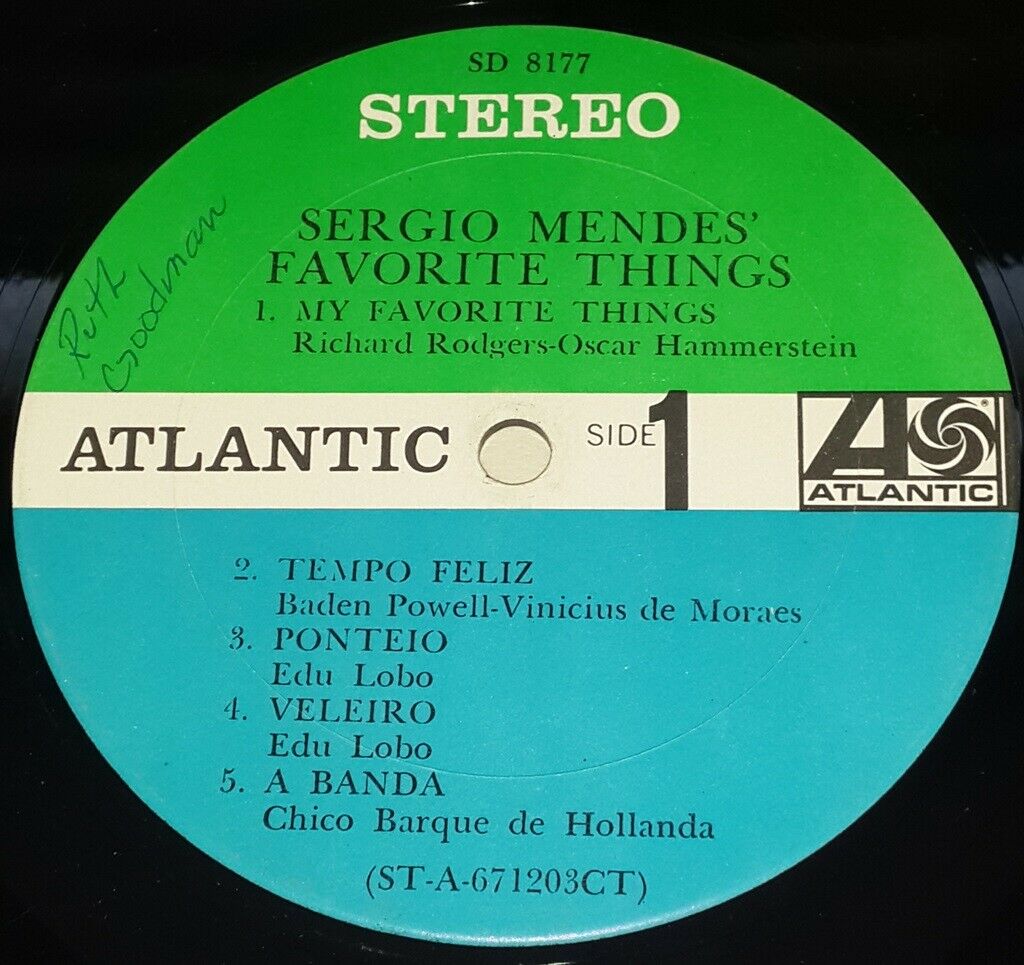 SD 8177
STEREO
SERGIO MENDES'
FAVORITE THINGS
1. MY FAVORITE THINGS
Richard Rodgers-Oscar Hammerstein
Ruth
Goodman
ATLANTIC
SIDE 1
ATLANTIC
2. TEMPO FELIZ
Baden Powell-Vinicius de Moraes
3. PONTEIO
Edu Lobo
4. VELEIRO
Edu Lobo
5. A BANDA
Chico Barque de Hollanda
(ST-A-671203CT)